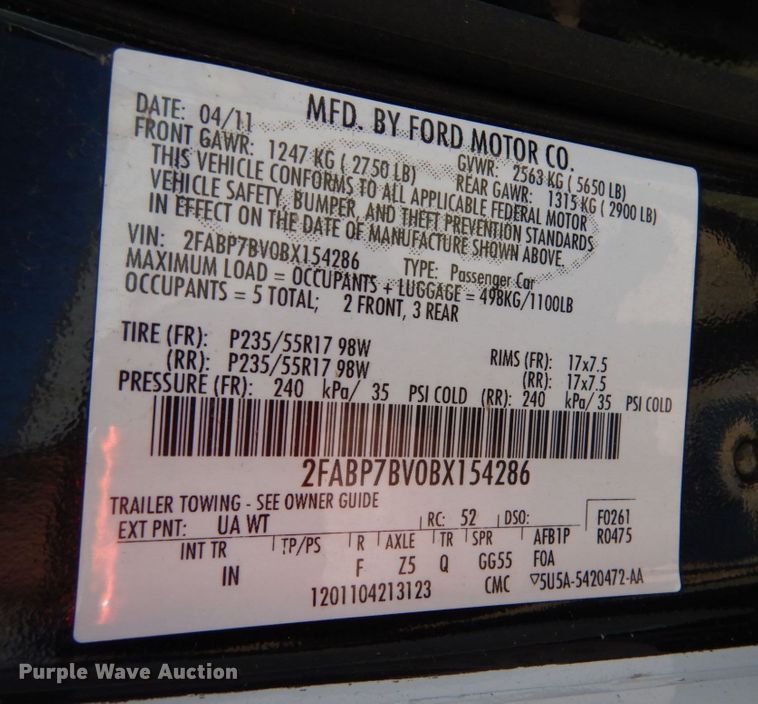 MFD. BY FORD MOTOR CO.
DATE: 04/11 GVWR: 2563 KG ( 5650 LB)
FRONT GAWR: 1247 KG ( 2750 LB) REAR GAWR: 1315 KG ( 2900 LB)
THIS VEHICLE CONFORMS TO ALL APPLICABLE FEDERAL MOTOR
VEHICLE SAFETY, BUMPER, AND THEFT PREVENTION STANDARDS
IN EFFECT ON THE DATE OF MANUFACTURE SHOWN ABOVE.
VIN: 2FABP7BV0BX154286 TYPE: Passenger Car
MAXIMUM LOAD = OCCUPANTS + LUGGAGE = 498KG/1100LB
OCCUPANTS = 5 TOTAL; 2 FRONT, 3 REAR
TIRE (FR): P235/55R17 98W RIMS (FR): 17x7.5
(RR): P235/55R17 98W (RR): 17x7.5
PRESSURE (FR): 240 kPa/ 35 PSI COLD (RR): 240 kPa/ 35 PSI COLD
2FABP7BV0BX154286
TRAILER TOWING - SEE OWNER GUIDE
EXT PNT: UA WT RC: 52 DSO: F0261
INT TR TP/PS R AXLE TR SPR AFB1P R0475
IN F Z5 Q GG55 F0A
1201104213123 CMC ▽5U5A-5420472-AA
Purple Wave Auction